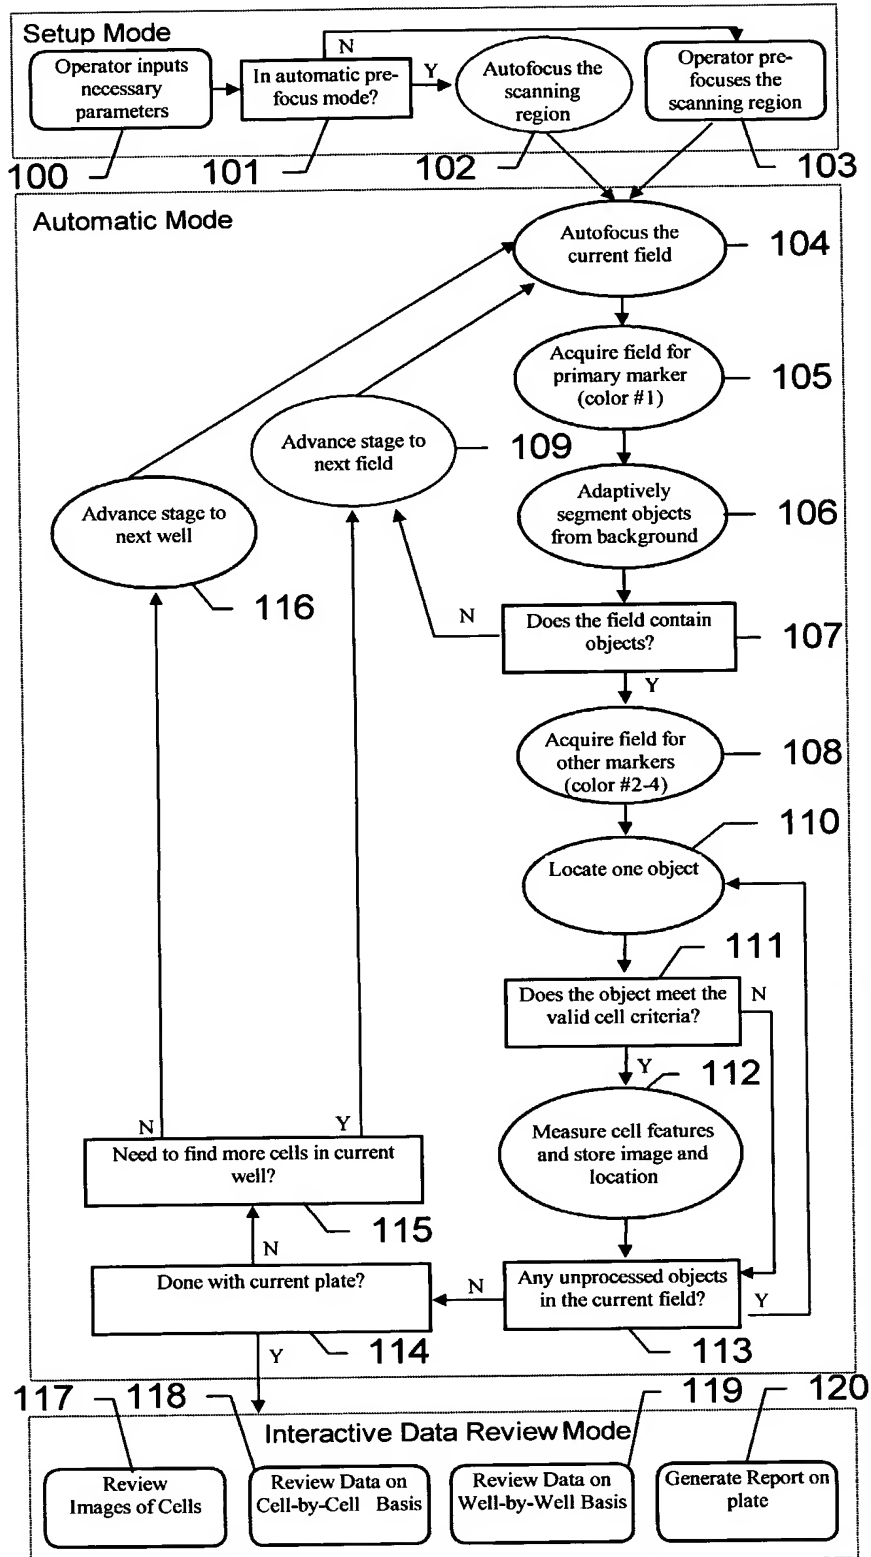 Setup Mode
Operator inputs
necessary
parameters
In automatic pre-
focus mode?
N
Y
Autofocus the
scanning
region
Operator pre-
focuses the
scanning region
100
101
102
103
Automatic Mode
Autofocus the
current field
104
Acquire field for
primary marker
(color #1)
105
Advance stage to
next field
109
Advance stage to
next well
116
Adaptively
segment objects
from background
106
Does the field contain
objects?
107
N
Y
Acquire field for
other markers
(color #2-4)
108
110
Locate one object
111
Does the object meet the
valid cell criteria?
N
Y
112
Measure cell features
and store image and
location
N
Y
Need to find more cells in current
well?
115
N
Done with current plate?
114
Y
N
Any unprocessed objects
in the current field?
Y
113
117
118
119
120
Interactive Data Review Mode
Review
Images of Cells
Review Data on
Cell-by-Cell Basis
Review Data on
Well-by-Well Basis
Generate Report on
plate